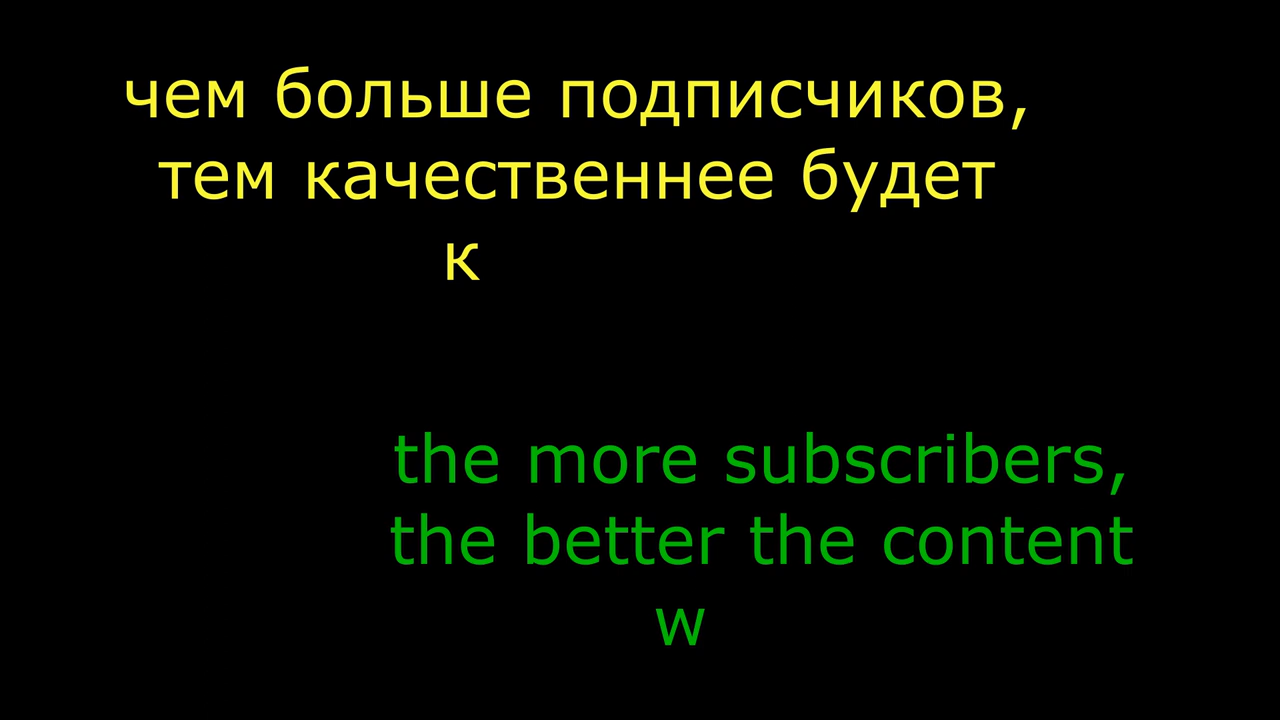 чем больше подписчиков,
тем качественнее будет
к
the more subscribers,
the better the content
w